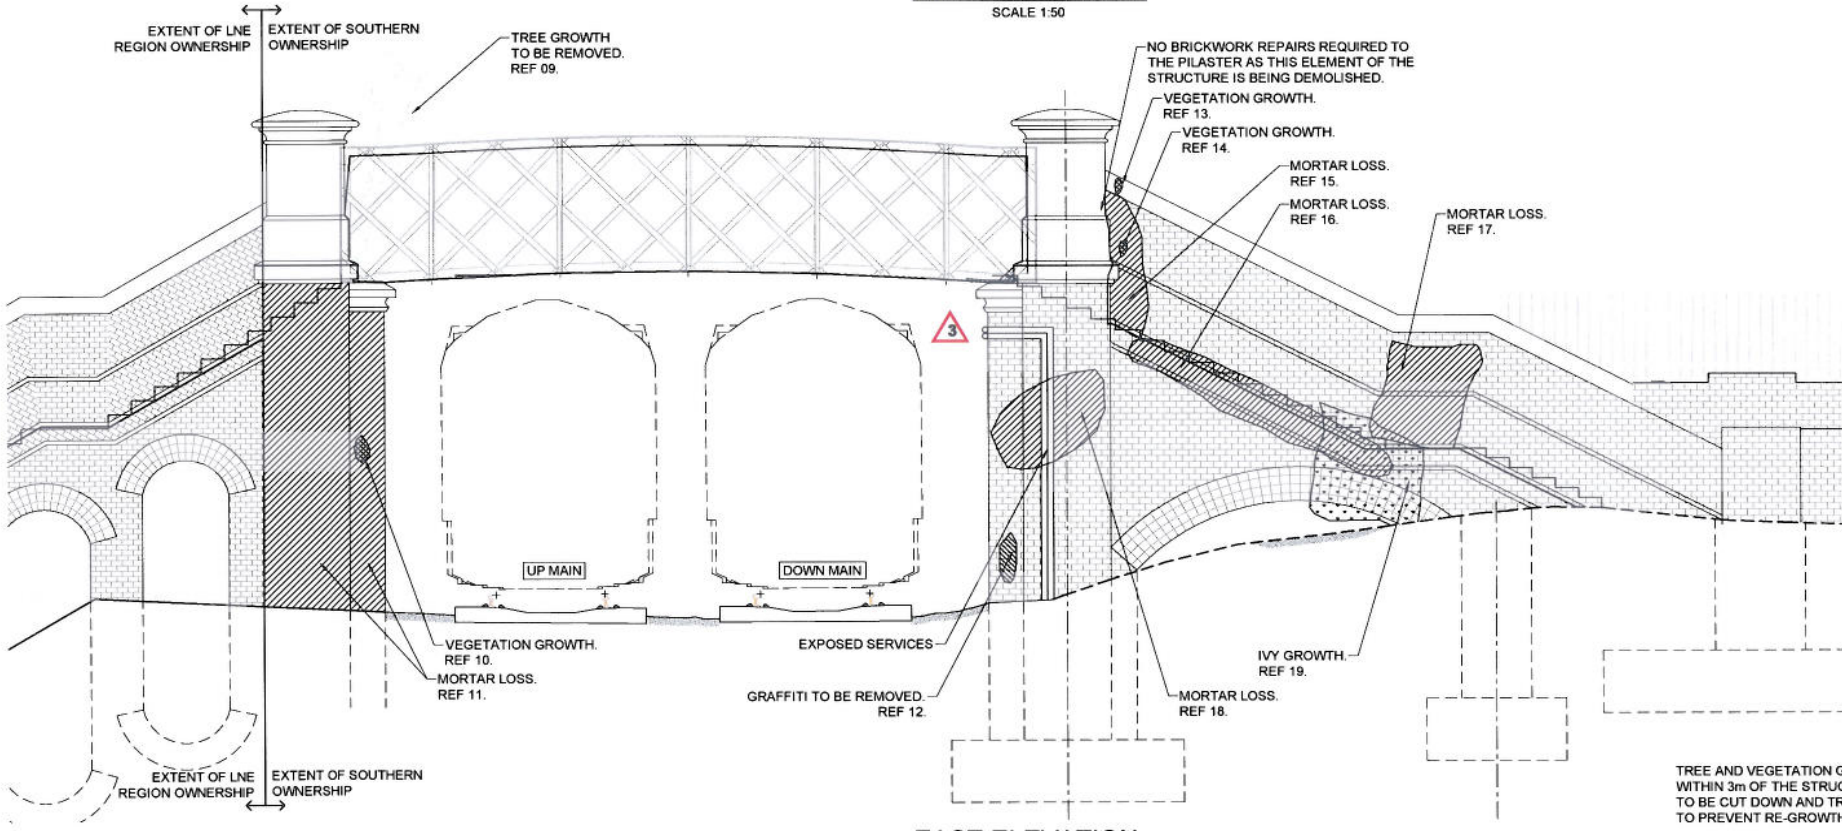 SCALE 1:50
EXTENT OF LNE
REGION OWNERSHIP
EXTENT OF SOUTHERN
OWNERSHIP
TREE GROWTH
TO BE REMOVED.
REF 09.
NO BRICKWORK REPAIRS REQUIRED TO
THE PILASTER AS THIS ELEMENT OF THE
STRUCTURE IS BEING DEMOLISHED.
VEGETATION GROWTH.
REF 13.
VEGETATION GROWTH.
REF 14.
MORTAR LOSS.
REF 15.
MORTAR LOSS.
REF 16.
MORTAR LOSS.
REF 17.
3
UP MAIN
DOWN MAIN
VEGETATION GROWTH.
REF 10.
MORTAR LOSS.
REF 11.
EXPOSED SERVICES
GRAFFITI TO BE REMOVED.
REF 12.
MORTAR LOSS.
REF 18.
IVY GROWTH.
REF 19.
EXTENT OF LNE
REGION OWNERSHIP
EXTENT OF SOUTHERN
OWNERSHIP
TREE AND VEGETATION
WITHIN 3m OF THE
TO BE CUT DOWN AND
TO PREVENT